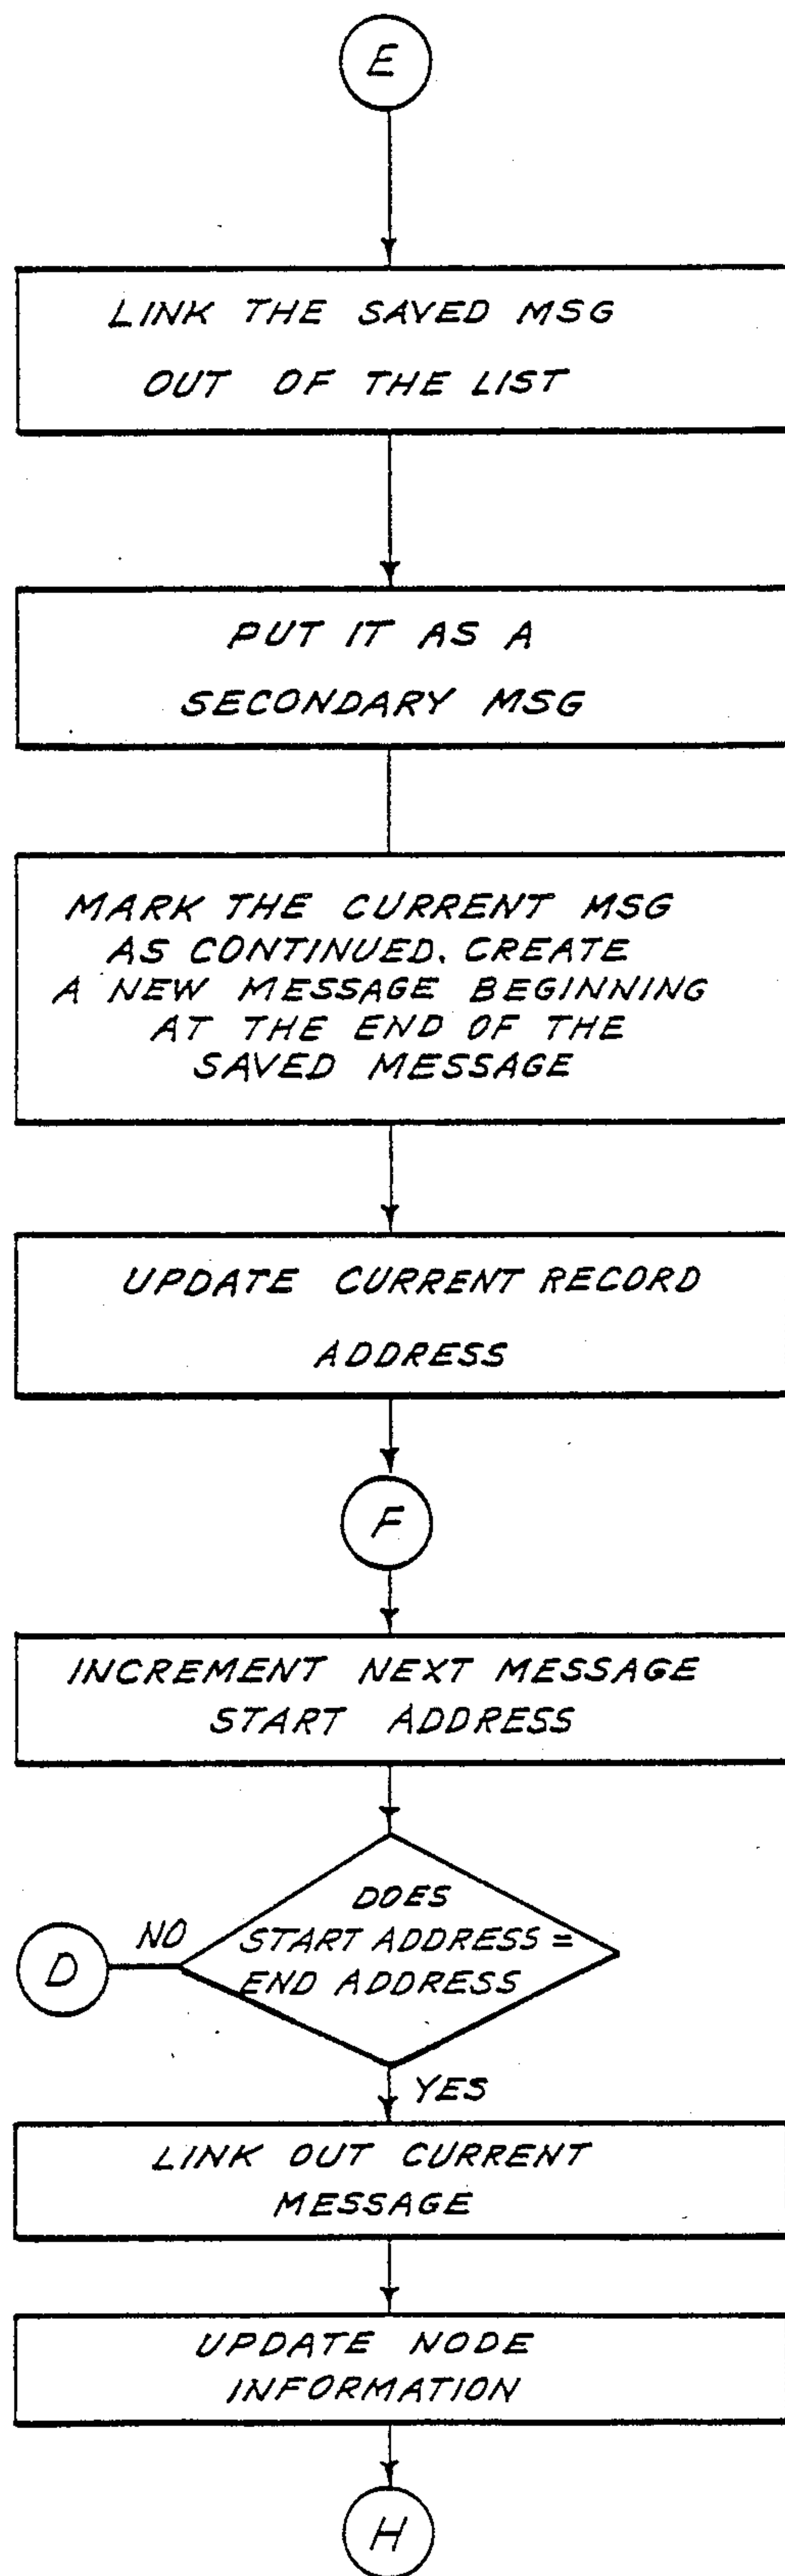 E
LINK THE SAVED MSG
OUT OF THE LIST
PUT IT AS A
SECONDARY MSG
MARK THE CURRENT MSG
AS CONTINUED. CREATE
A NEW MESSAGE BEGINNING
AT THE END OF THE
SAVED MESSAGE
UPDATE CURRENT RECORD
ADDRESS
F
INCREMENT NEXT MESSAGE
START ADDRESS
DOES
START ADDRESS =
END ADDRESS
NO
D
YES
LINK OUT CURRENT
MESSAGE
UPDATE NODE
INFORMATION
H